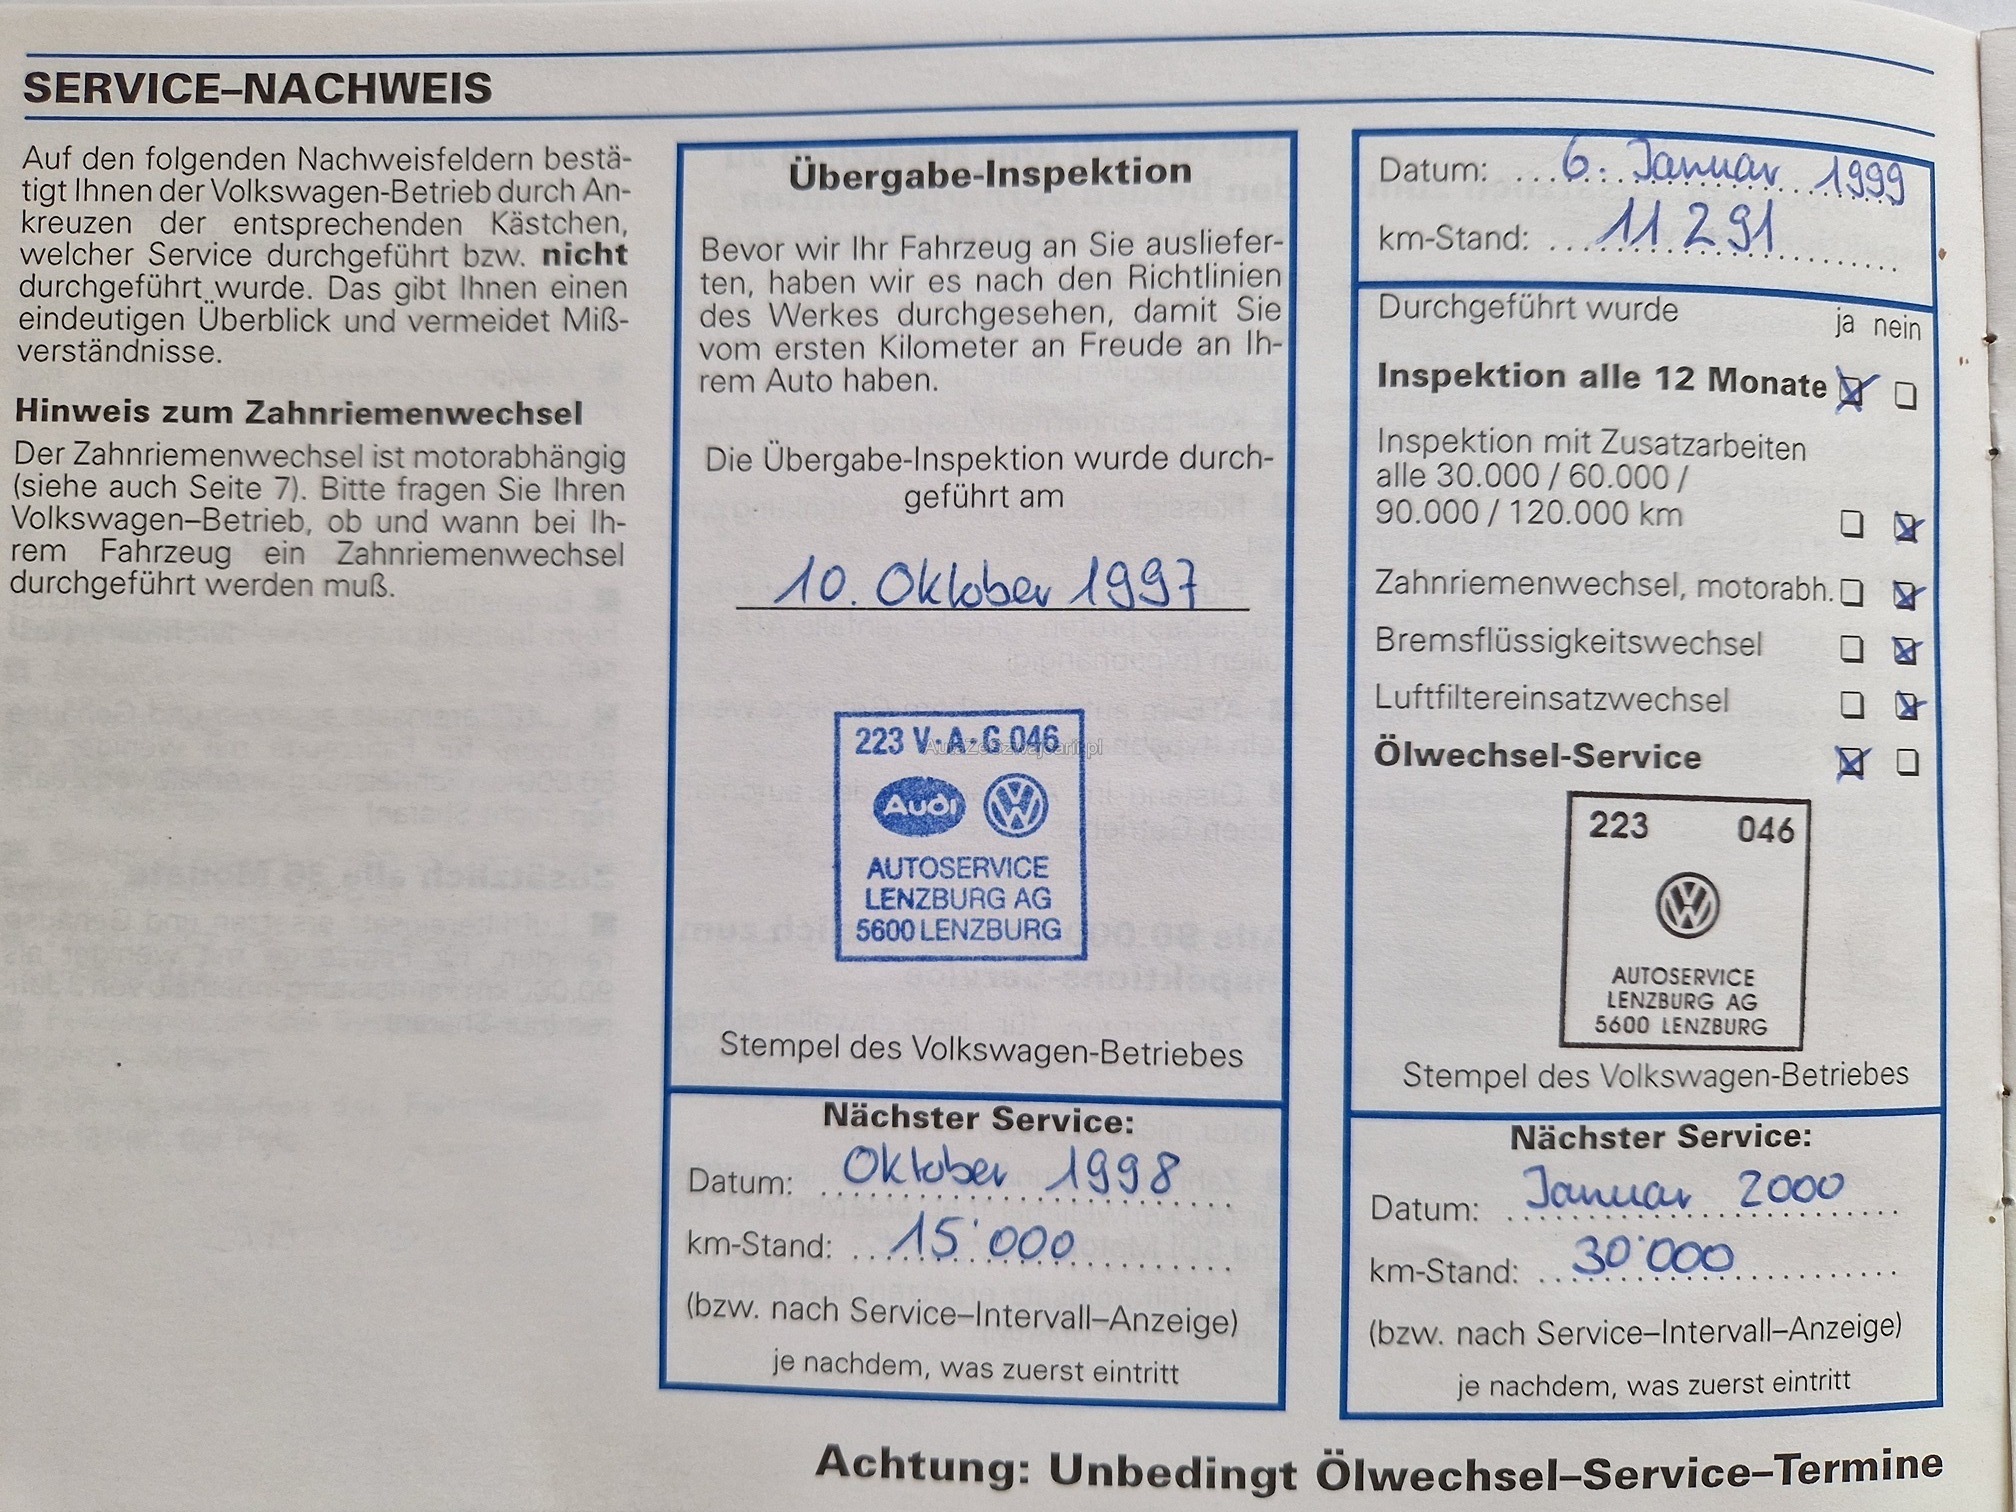 SERVICE–NACHWEIS
Auf den folgenden Nachweisfeldern bestä-
tigt Ihnen der Volkswagen-Betrieb durch An-
kreuzen der entsprechenden Kästchen,
welcher Service durchgeführt bzw. nicht
durchgeführt wurde. Das gibt Ihnen einen
eindeutigen Überblick und vermeidet Miß-
verständnisse.
Hinweis zum Zahnriemenwechsel
Der Zahnriemenwechsel ist motorabhängig
(siehe auch Seite 7). Bitte fragen Sie Ihren
Volkswagen–Betrieb, ob und wann bei Ih-
rem Fahrzeug ein Zahnriemenwechsel
durchgeführt werden muß.
Übergabe-Inspektion
Bevor wir Ihr Fahrzeug an Sie ausliefer-
ten, haben wir es nach den Richtlinien
des Werkes durchgesehen, damit Sie
vom ersten Kilometer an Freude an Ih-
rem Auto haben.
Die Übergabe-Inspektion wurde durch-
geführt am
10. Oktober 1997
223 V·A·G 046
AutaZeSzwajcarii.pl
Audi
AUTOSERVICE
LENZBURG AG
5600 LENZBURG
Stempel des Volkswagen-Betriebes
Nächster Service:
Datum: Oktober 1998
km-Stand: 15'000
(bzw. nach Service–Intervall–Anzeige)
je nachdem, was zuerst eintritt
Datum: 6. Januar 1999
km-Stand: 11291
Durchgeführt wurde ja nein
Inspektion alle 12 Monate
Inspektion mit Zusatzarbeiten
alle 30.000 / 60.000 /
90.000 / 120.000 km
Zahnriemenwechsel, motorabh.
Bremsflüssigkeitswechsel
Luftfiltereinsatzwechsel
Ölwechsel-Service
223 046
AUTOSERVICE
LENZBURG AG
5600 LENZBURG
Stempel des Volkswagen-Betriebes
Nächster Service:
Datum: Januar 2000
km-Stand: 30'000
(bzw. nach Service–Intervall–Anzeige)
je nachdem, was zuerst eintritt
Achtung: Unbedingt Ölwechsel–Service–Termine